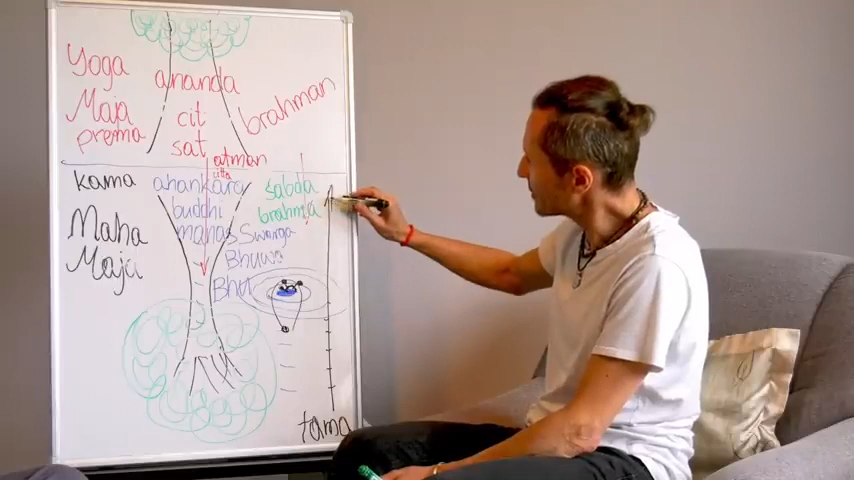 Yoga
Maja
prema
ananda
cit
sat
brahman
atman
citta
kama
Maha
Maja
ahankara
buddhi
manas
sabda
brahma
Swarga
Bhuwa
Bhu
tama